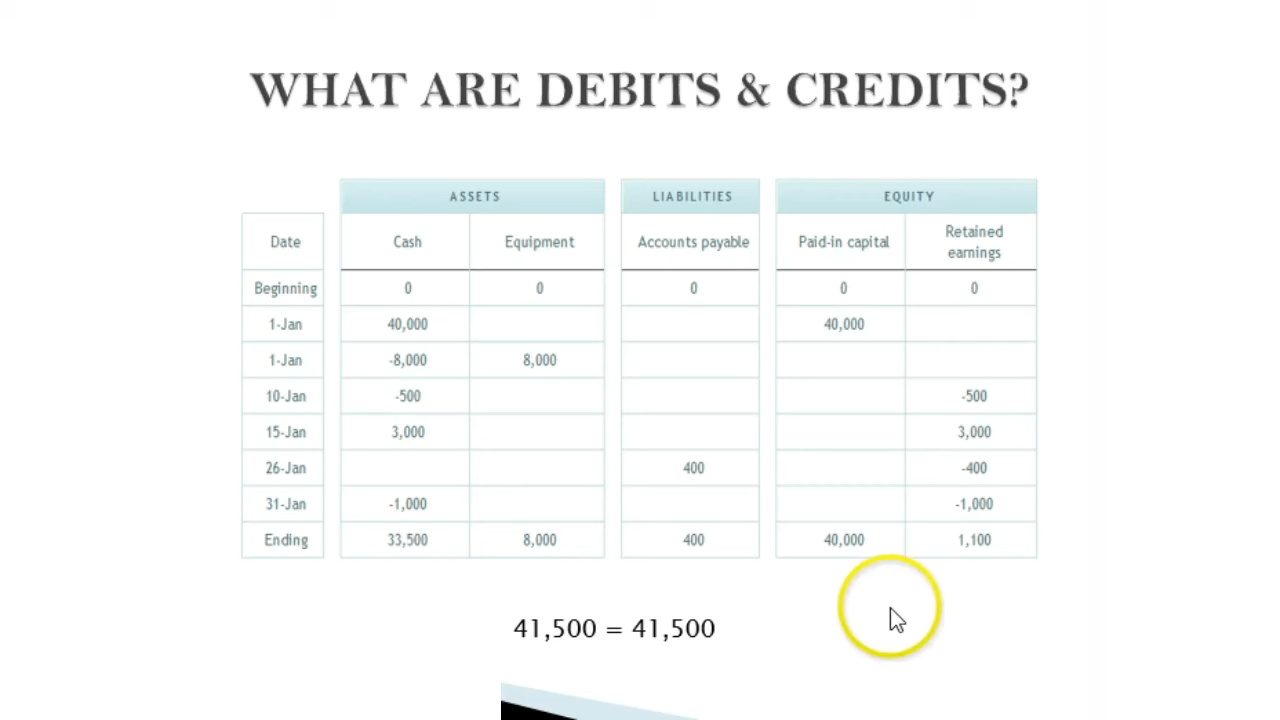 WHAT ARE DEBITS & CREDITS?
ASSETS LIABILITIES EQUITY
Date Cash Equipment Accounts payable Paid-in capital Retained earnings
Beginning 0 0 0 0 0
1-Jan 40,000 40,000
1-Jan -8,000 8,000
10-Jan -500 -500
15-Jan 3,000 3,000
26-Jan 400 -400
31-Jan -1,000 -1,000
Ending 33,500 8,000 400 40,000 1,100
41,500 = 41,500